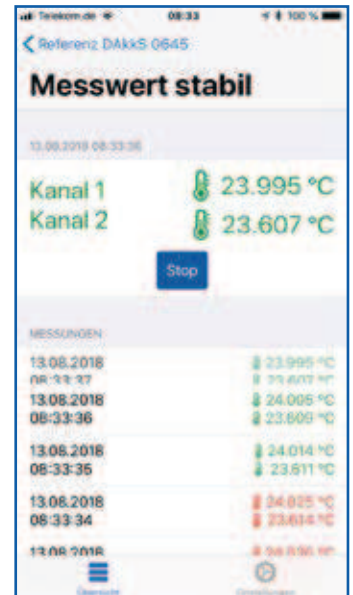 Telekom.de 08:33 100 %
Referenz DAkkS 0645
Messwert stabil
13.08.2018 08:33:36
Kanal 1 23.995 °C
Kanal 2 23.607 °C
Stop
MESSUNGEN
13.08.2018 23.995 °C
08:33:37 23.607 °C
13.08.2018 24.005 °C
08:33:36 23.609 °C
13.08.2018 24.014 °C
08:33:35 23.611 °C
13.08.2018 24.025 °C
08:33:34 23.614 °C
13.08.2018
Übersicht Einstellungen